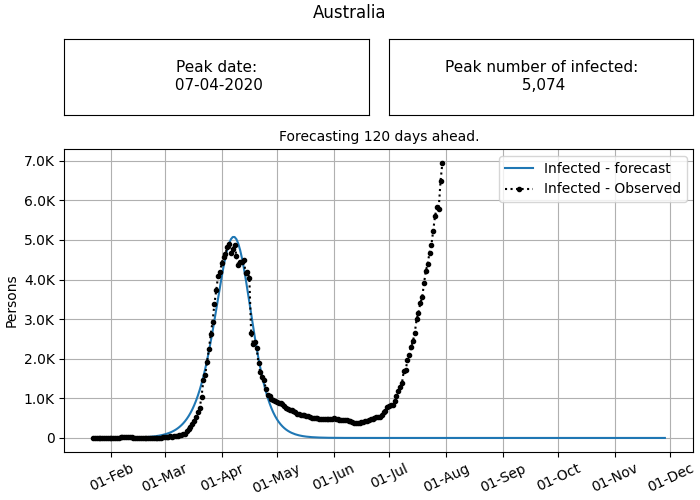 Australia
Peak date:
07-04-2020
Peak number of infected:
5,074
Forecasting 120 days ahead.
Infected - forecast
Infected - Observed
Persons
7.0K
6.0K
5.0K
4.0K
3.0K
2.0K
1.0K
0
01-Feb
01-Mar
01-Apr
01-May
01-Jun
01-Jul
01-Aug
01-Sep
01-Oct
01-Nov
01-Dec